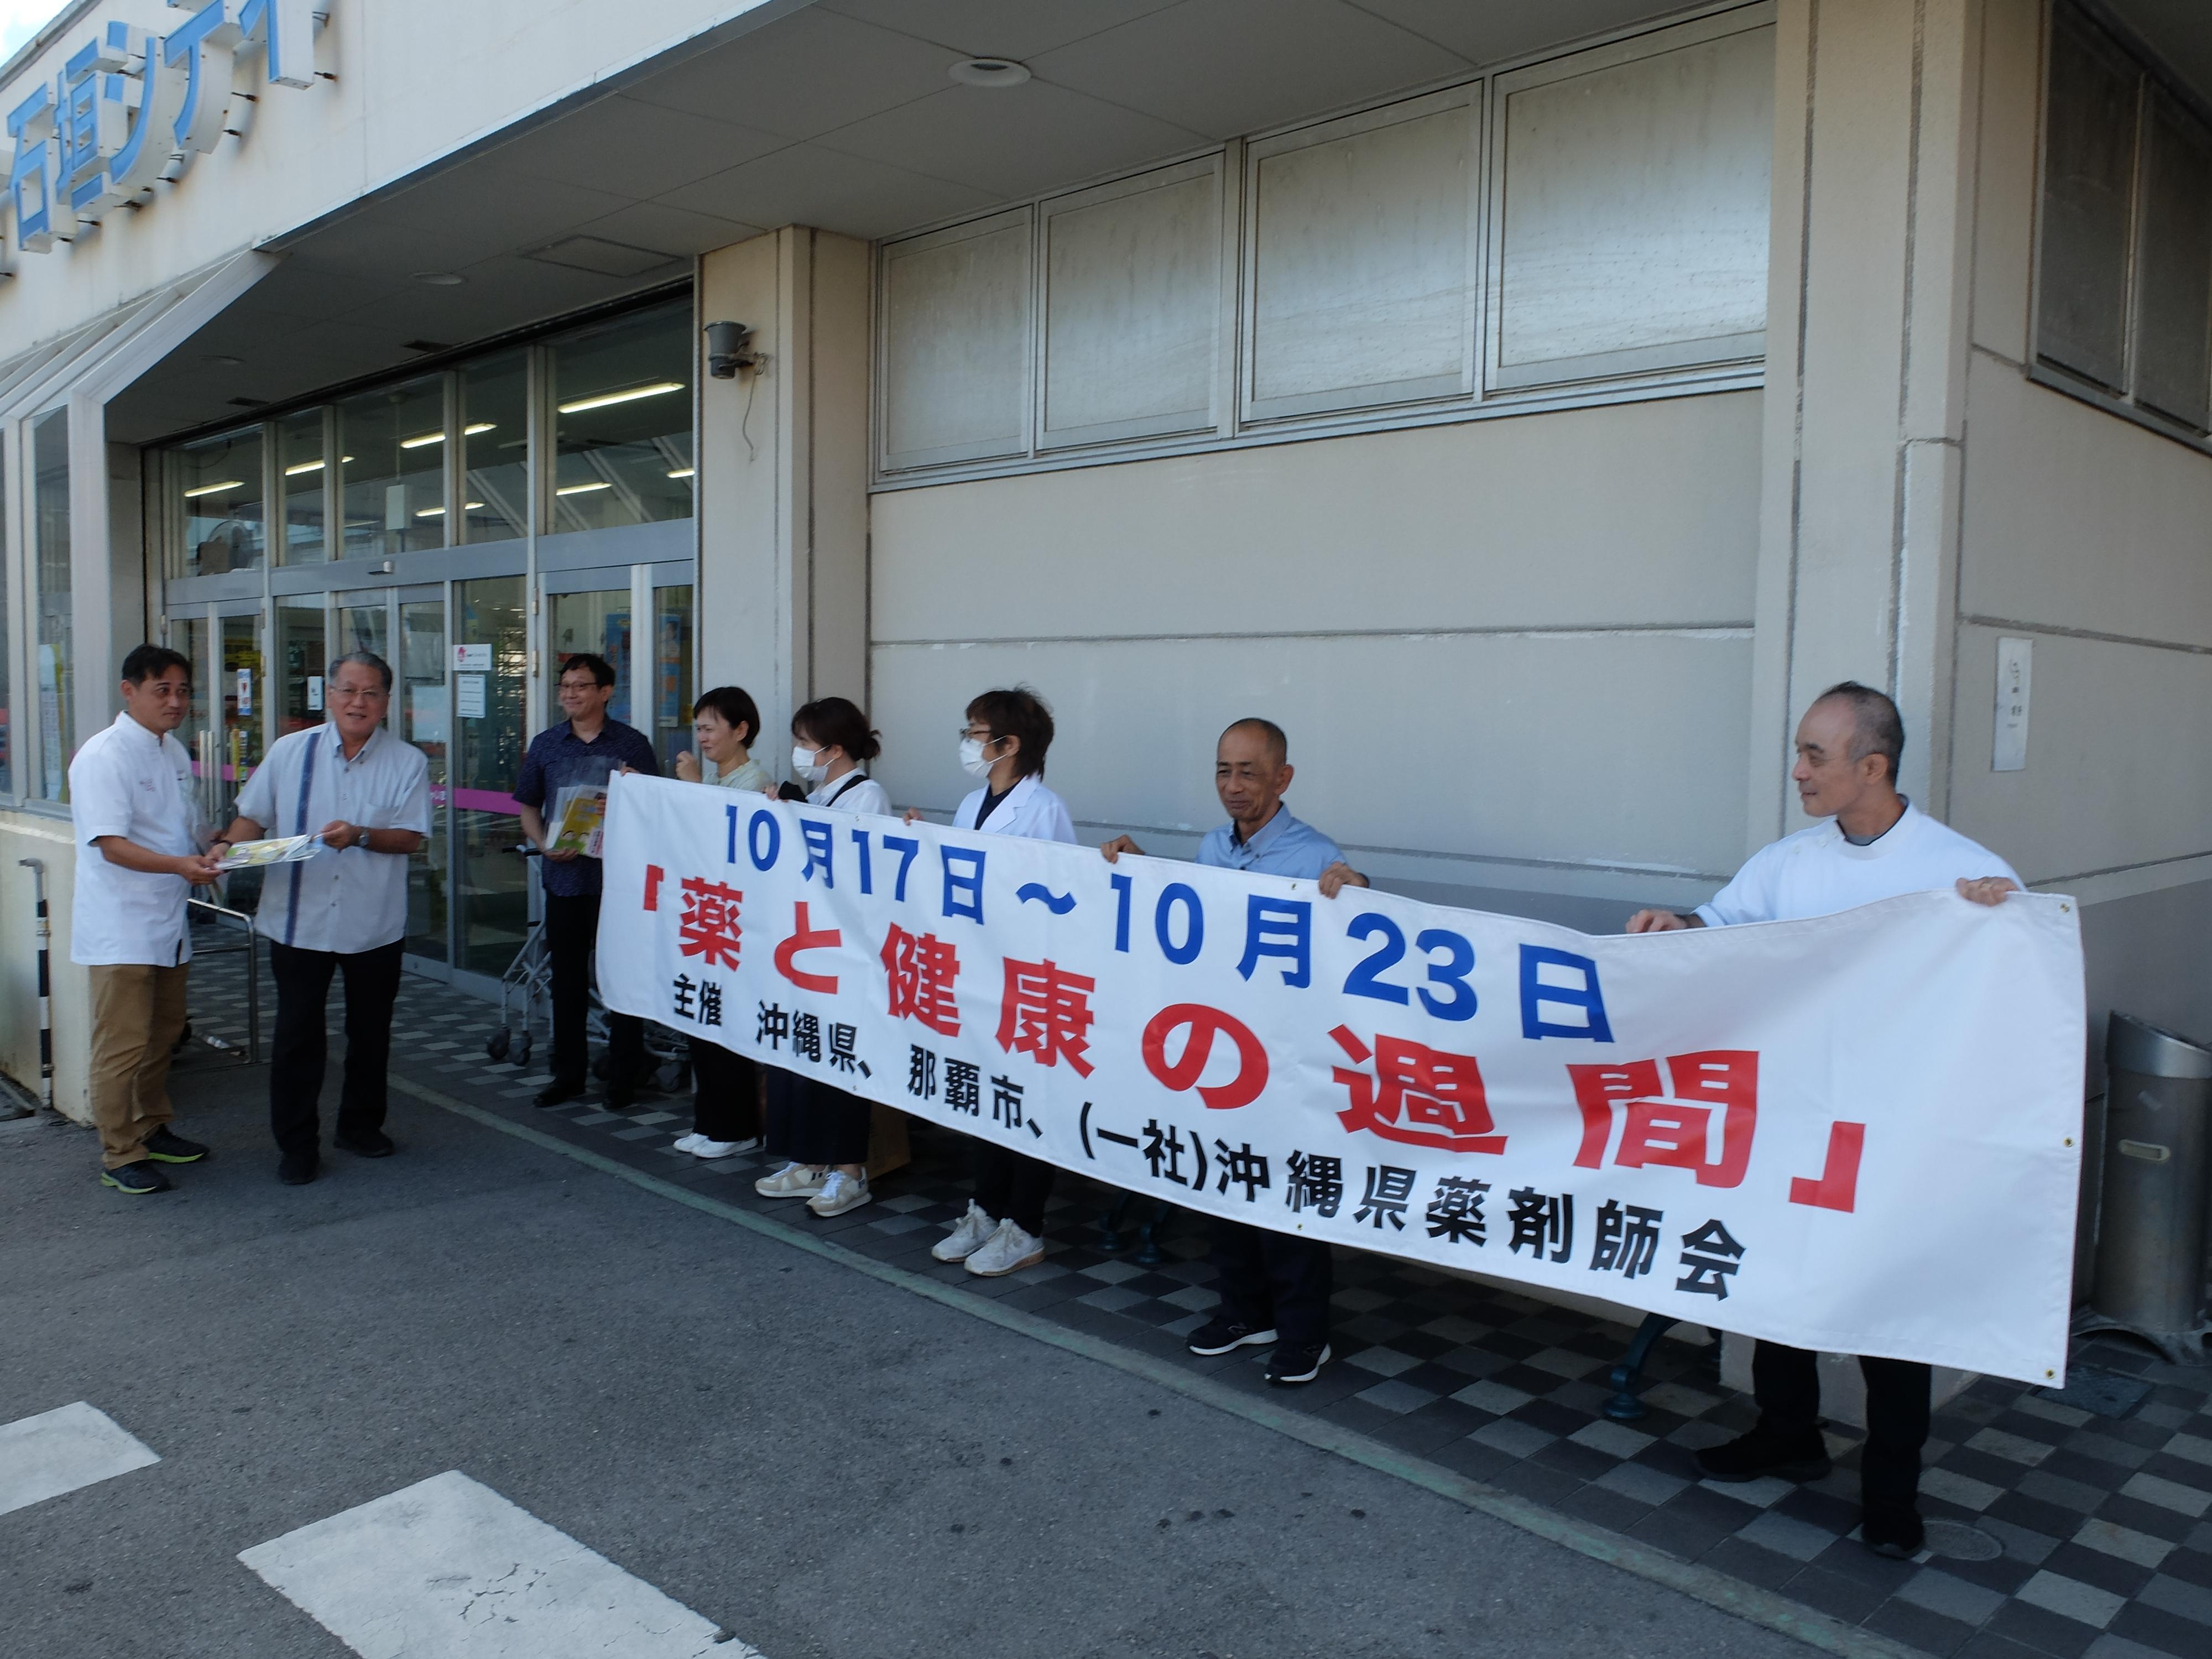 石垣シティ
10月17日～10月23日
「薬と健康の週間」
主催 沖縄県、那覇市、(一社)沖縄県薬剤師会